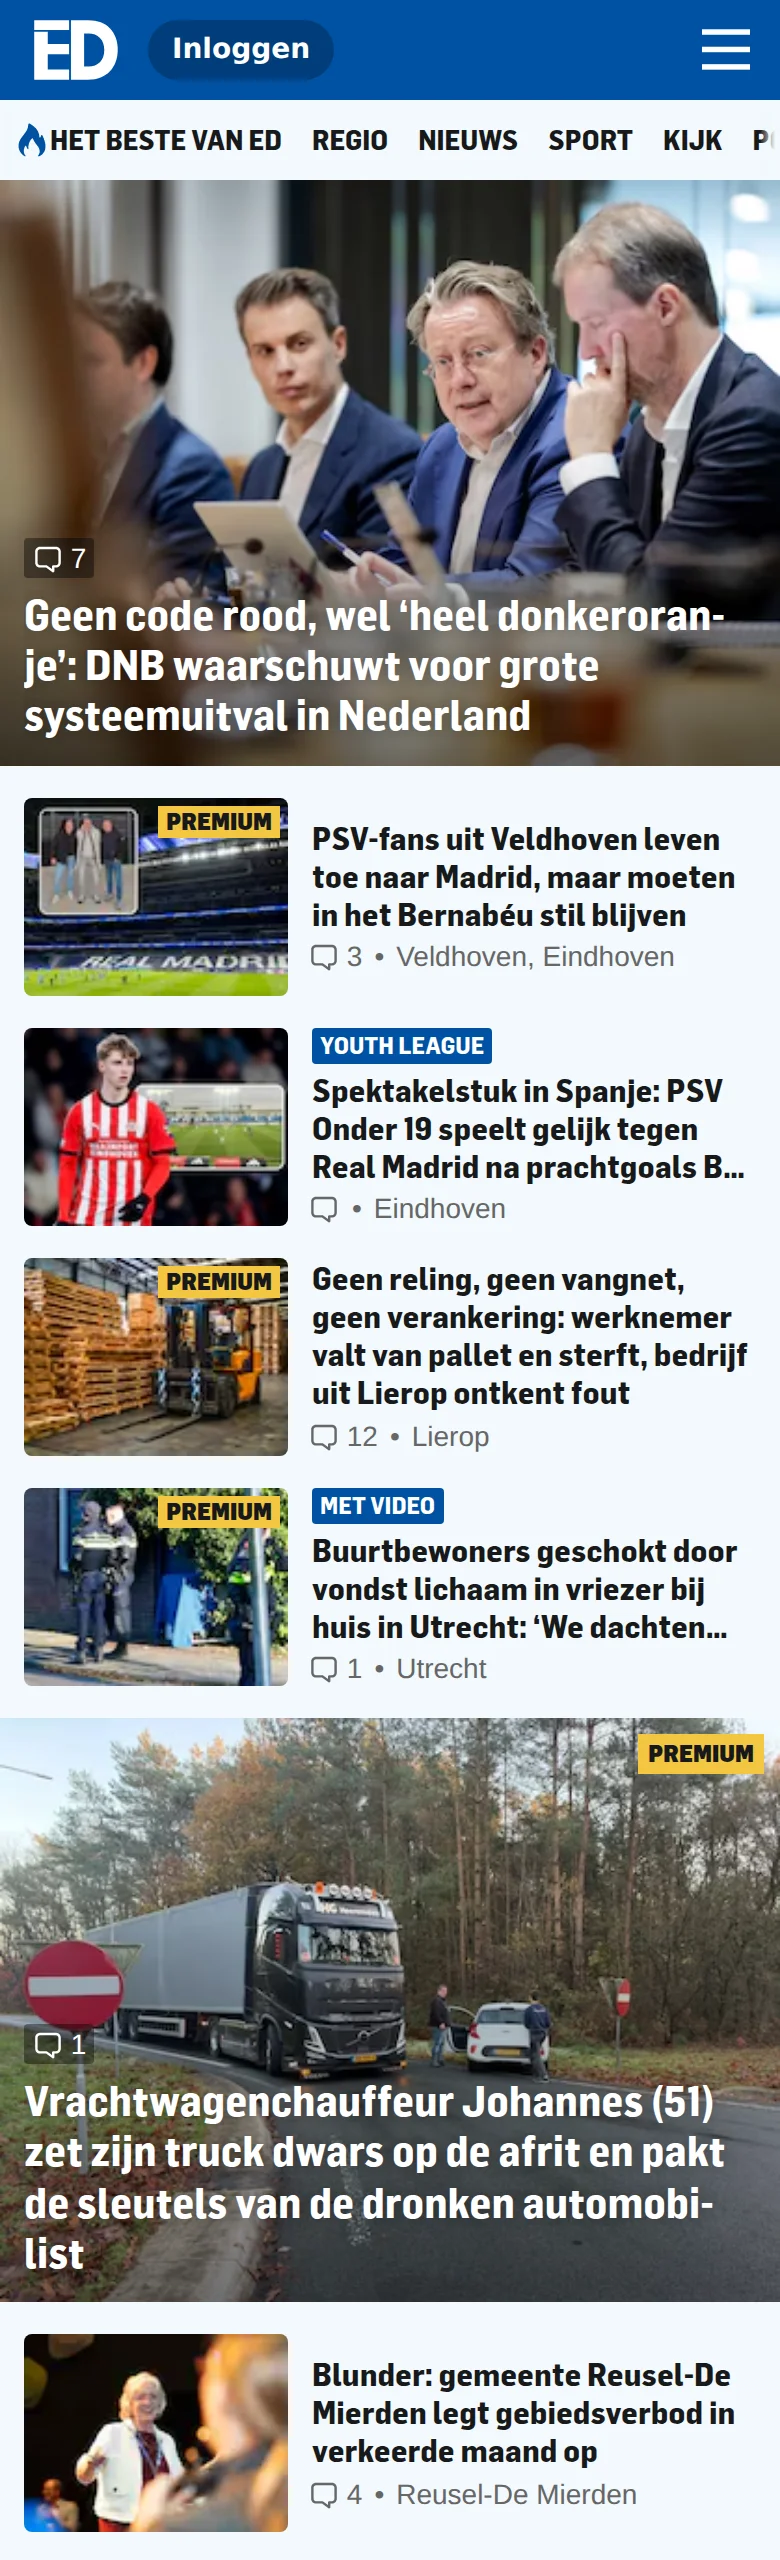 ED
Inloggen
HET BESTE VAN ED REGIO NIEUWS SPORT KIJK
7
Geen code rood, wel ‘heel donkeroran-
je’: DNB waarschuwt voor grote
systeemuitval in Nederland
PREMIUM
REAL MADRID
PSV-fans uit Veldhoven leven
toe naar Madrid, maar moeten
in het Bernabéu stil blijven
3 • Veldhoven, Eindhoven
YOUTH LEAGUE
Spektakelstuk in Spanje: PSV
Onder 19 speelt gelijk tegen
Real Madrid na prachtgoals B...
• Eindhoven
PREMIUM
Geen reling, geen vangnet,
geen verankering: werknemer
valt van pallet en sterft, bedrijf
uit Lierop ontkent fout
12 • Lierop
PREMIUM
MET VIDEO
Buurtbewoners geschokt door
vondst lichaam in vriezer bij
huis in Utrecht: ‘We dachten...
1 • Utrecht
PREMIUM
1
Vrachtwagenchauffeur Johannes (51)
zet zijn truck dwars op de afrit en pakt
de sleutels van de dronken automobi-
list
Blunder: gemeente Reusel-De
Mierden legt gebiedsverbod in
verkeerde maand op
4 • Reusel-De Mierden